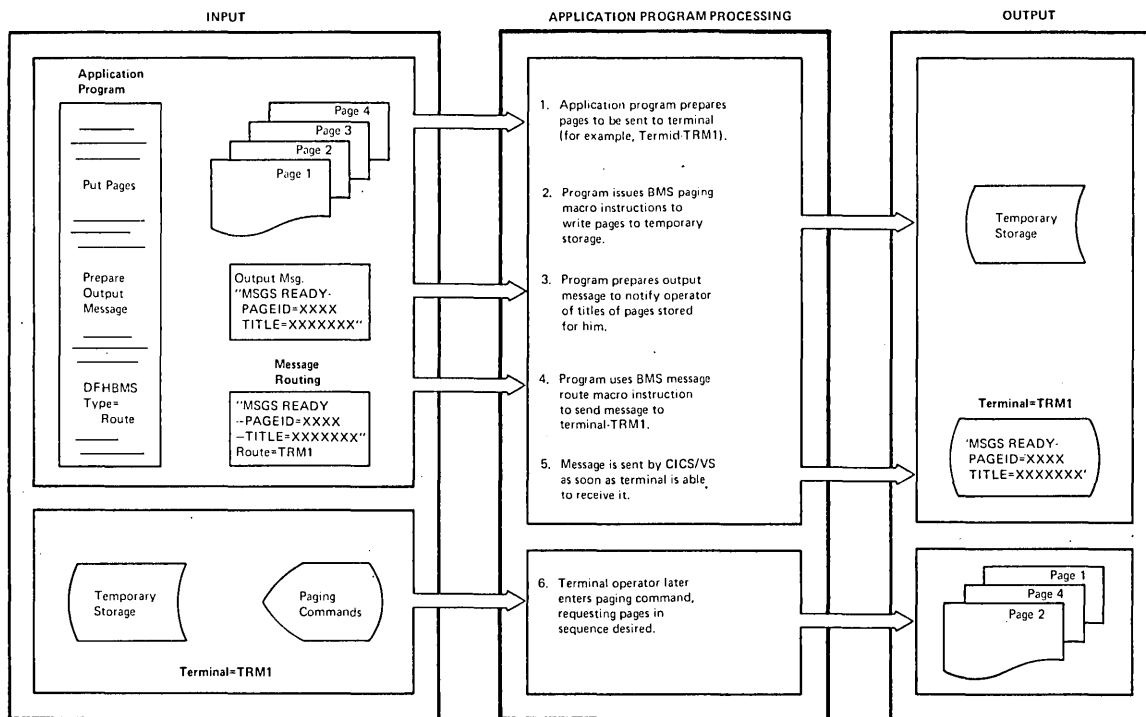 INPUT
APPLICATION PROGRAM PROCESSING
OUTPUT
Application
Program
Put Pages
Prepare
Output
Message
DFHBMS
Type=
Route
Page 4
Page 3
Page 2
Page 1
Output Msg.
"MSGS READY-
PAGEID=XXXX
TITLE=XXXXXXX"
Message
Routing
"MSGS READY
--PAGEID=XXXX
—TITLE=XXXXXXX"
Route=TRM1
1. Application program prepares
pages to be sent to terminal
(for example, Termid-TRM1).
2. Program issues BMS paging
macro instructions to
write pages to temporary
storage.
3. Program prepares output
message to notify operator
of titles of pages stored
for him.
4. Program uses BMS message
route macro instruction
to send message to
terminal-TRM1.
5. Message is sent by CICS/VS
as soon as terminal is able
to receive it.
Temporary
Storage
Terminal=TRM1
'MSGS READY-
PAGEID=XXXX
TITLE=XXXXXXX'
Temporary
Storage
Paging
Commands
Terminal=TRM1
6. Terminal operator later
enters paging command,
requesting pages in
sequence desired.
Page 1
Page 4
Page 2